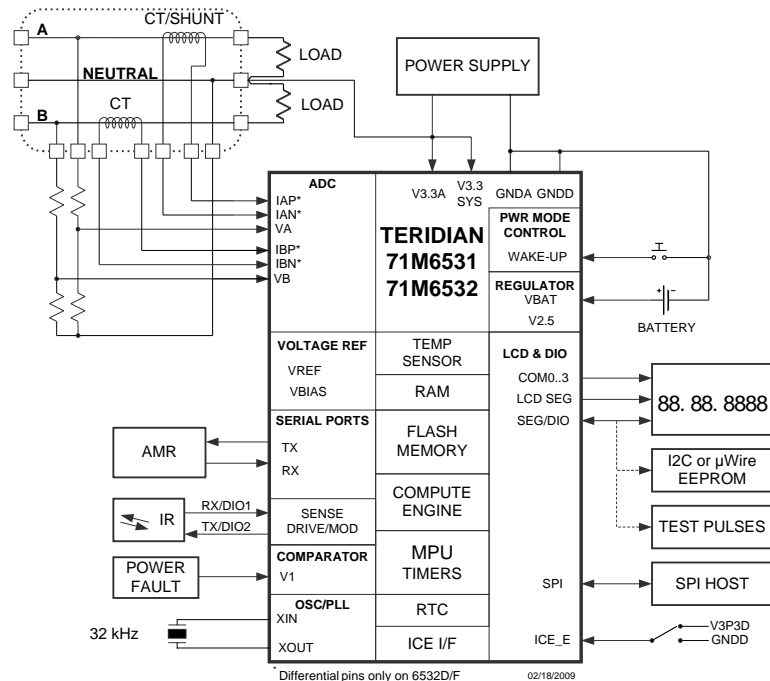 CT/SHUNT
A
LOAD
NEUTRAL
CT
LOAD
B
POWER SUPPLY
ADC
IAP*
IAN*
VA
IBP*
IBN*
VB
V3.3A
V3.3
SYS
GNDA GNDD
TERIDIAN
71M6531
71M6532
PWR MODE
CONTROL
WAKE-UP
REGULATOR
VBAT
V2.5
+ −
BATTERY
VOLTAGE REF
VREF
VBIAS
TEMP
SENSOR
RAM
LCD & DIO
COM0..3
LCD SEG
SEG/DIO
88. 88. 8888
SERIAL PORTS
TX
RX
AMR
FLASH
MEMORY
I2C or µWire
EEPROM
IR
RX/DIO1
TX/DIO2
SENSE
DRIVE/MOD
COMPUTE
ENGINE
TEST PULSES
POWER
FAULT
COMPARATOR
V1
MPU
TIMERS
SPI
SPI HOST
32 kHz
OSC/PLL
XIN
XOUT
RTC
ICE I/F
ICE_E
V3P3D
GNDD
* Differential pins only on 6532D/F
02/18/2009